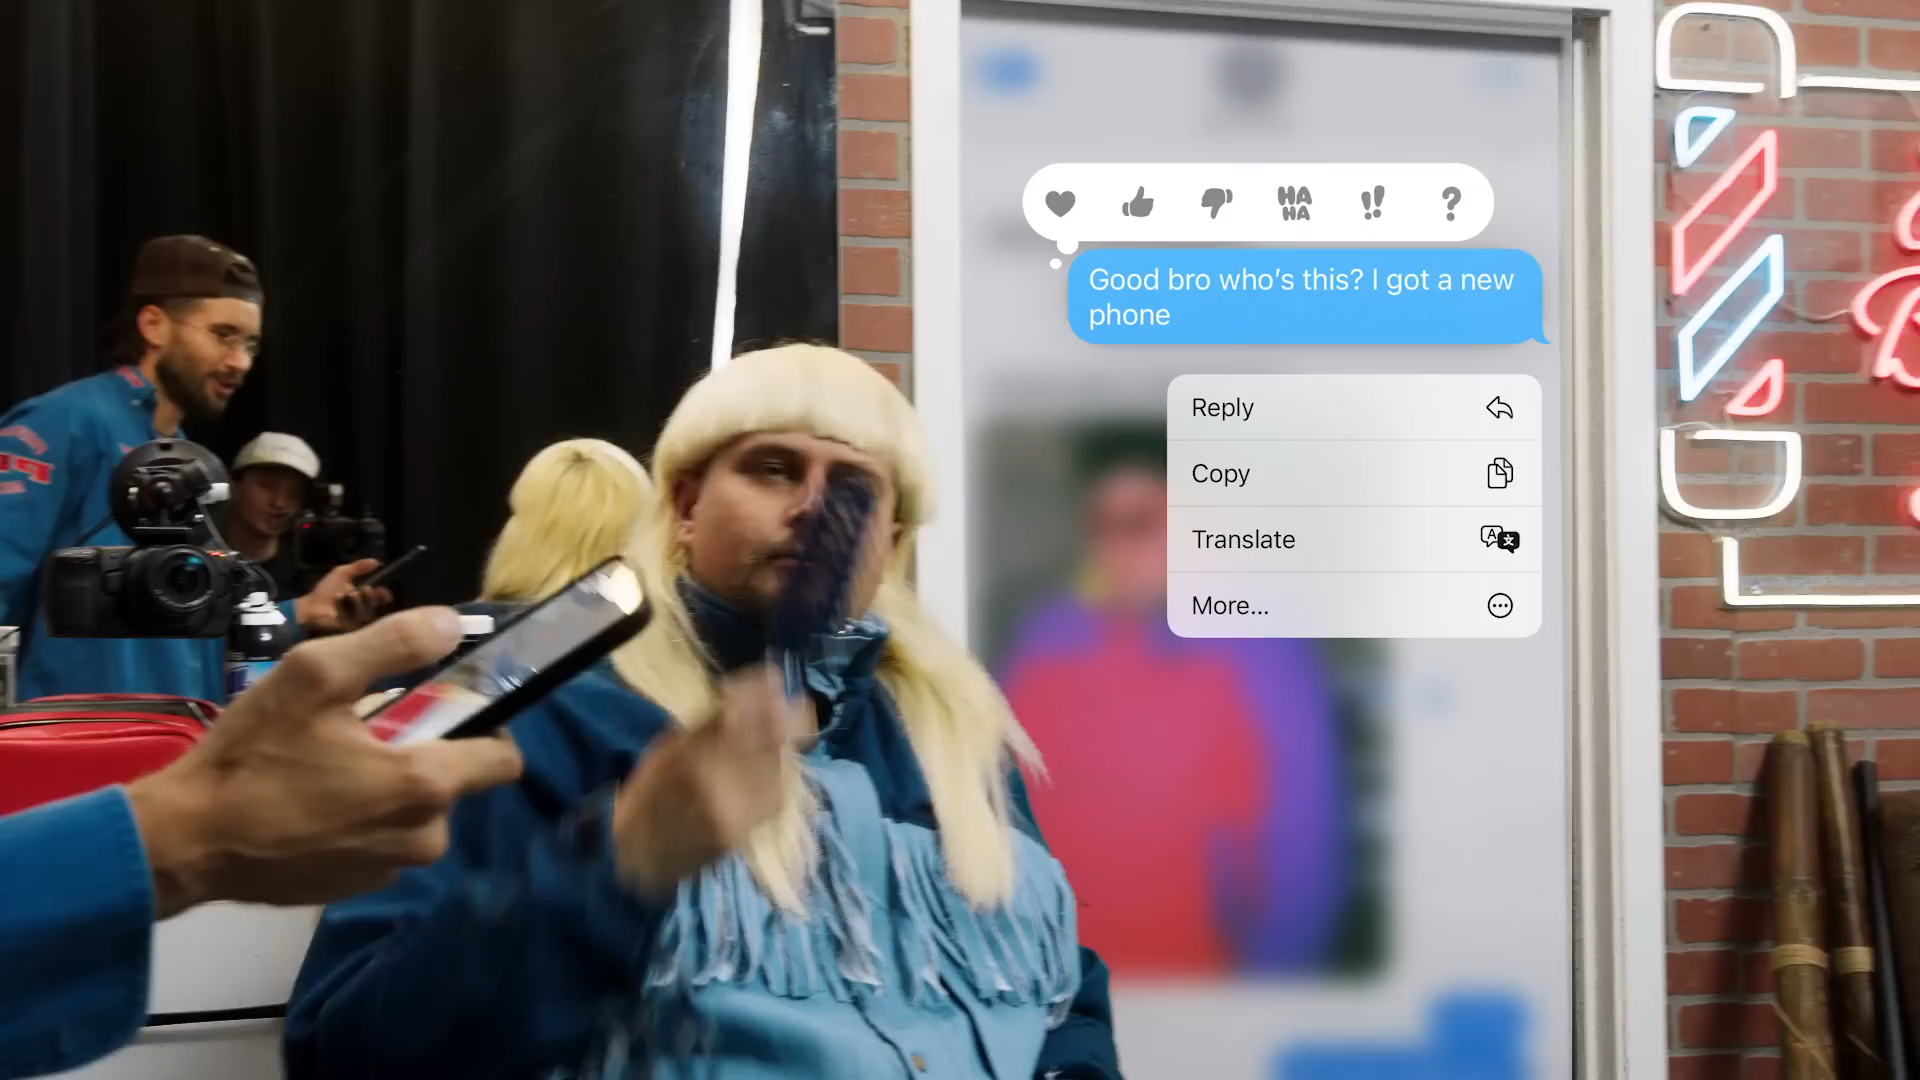 HA
HA
Good bro who's this? I got a new
phone
Reply
Copy
Translate
More...